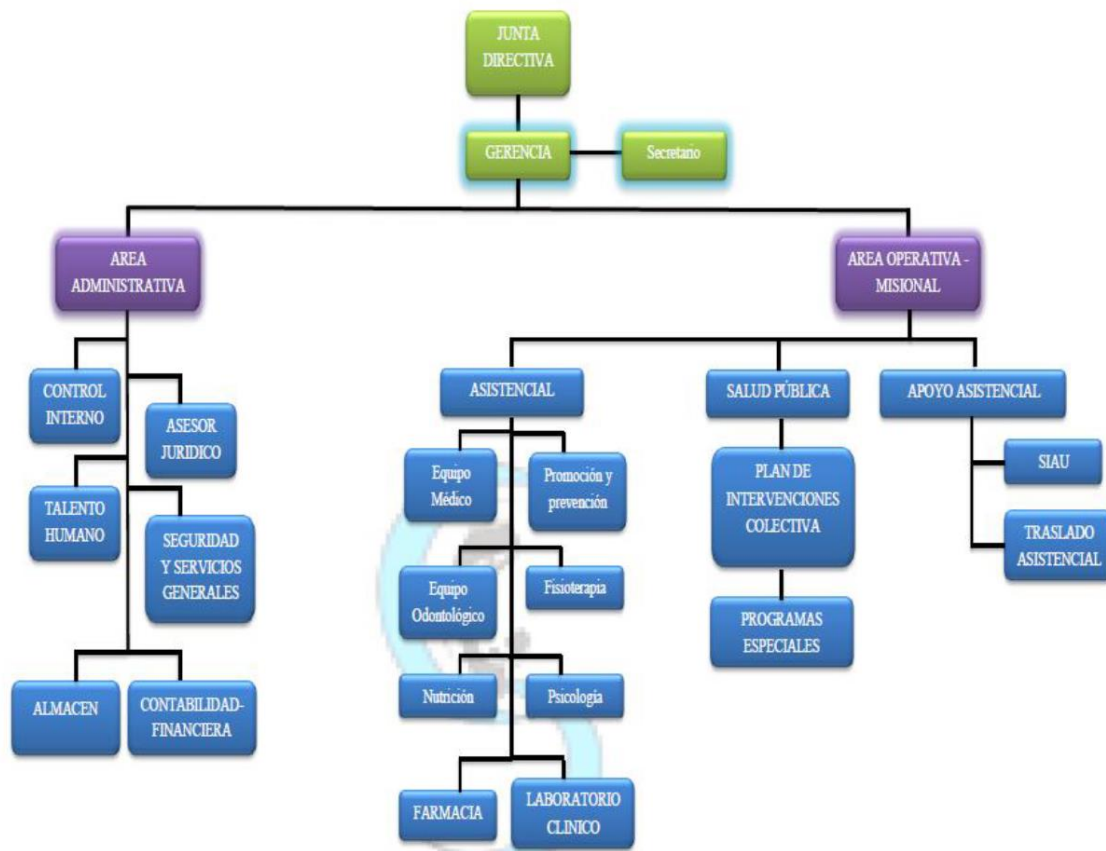 JUNTA
DIRECTIVA
GERENCIA
Secretario
AREA
ADMINISTRATIVA
AREA OPERATIVA -
MISIONAL
CONTROL
INTERNO
ASESOR
JURIDICO
TALENTO
HUMANO
SEGURIDAD
Y SERVICIOS
GENERALES
ALMACEN
CONTABILIDAD-
FINANCIERA
ASISTENCIAL
Equipo
Médico
Promoción y
prevención
Equipo
Odontológico
Fisioterapia
Nutrición
Psicología
FARMACIA
LABORATORIO
CLINICO
SALUD PÚBLICA
PLAN DE
INTERVENCIONES
COLECTIVA
PROGRAMAS
ESPECIALES
APOYO ASISTENCIAL
SIAU
TRASLADO
ASISTENCIAL